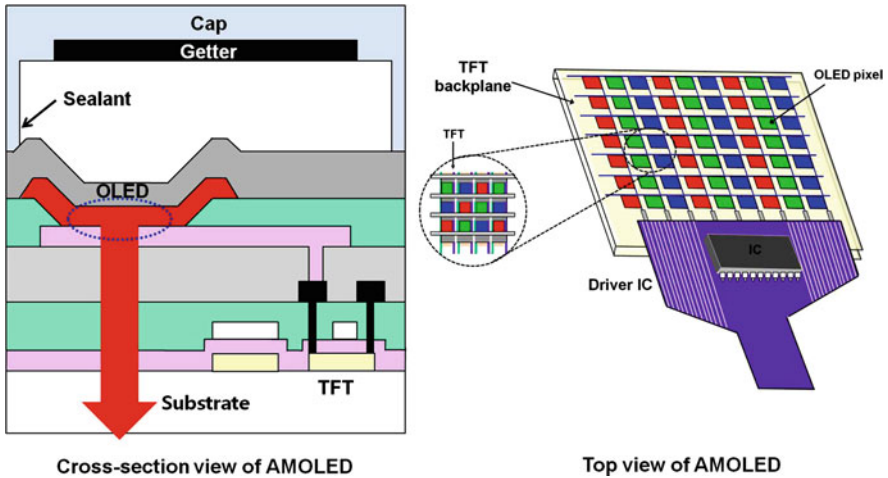 Cap
Getter
Sealant
OLED
TFT
Substrate
Cross-section view of AMOLED
TFT
backplane
OLED pixel
TFT
IC
Driver IC
Top view of AMOLED